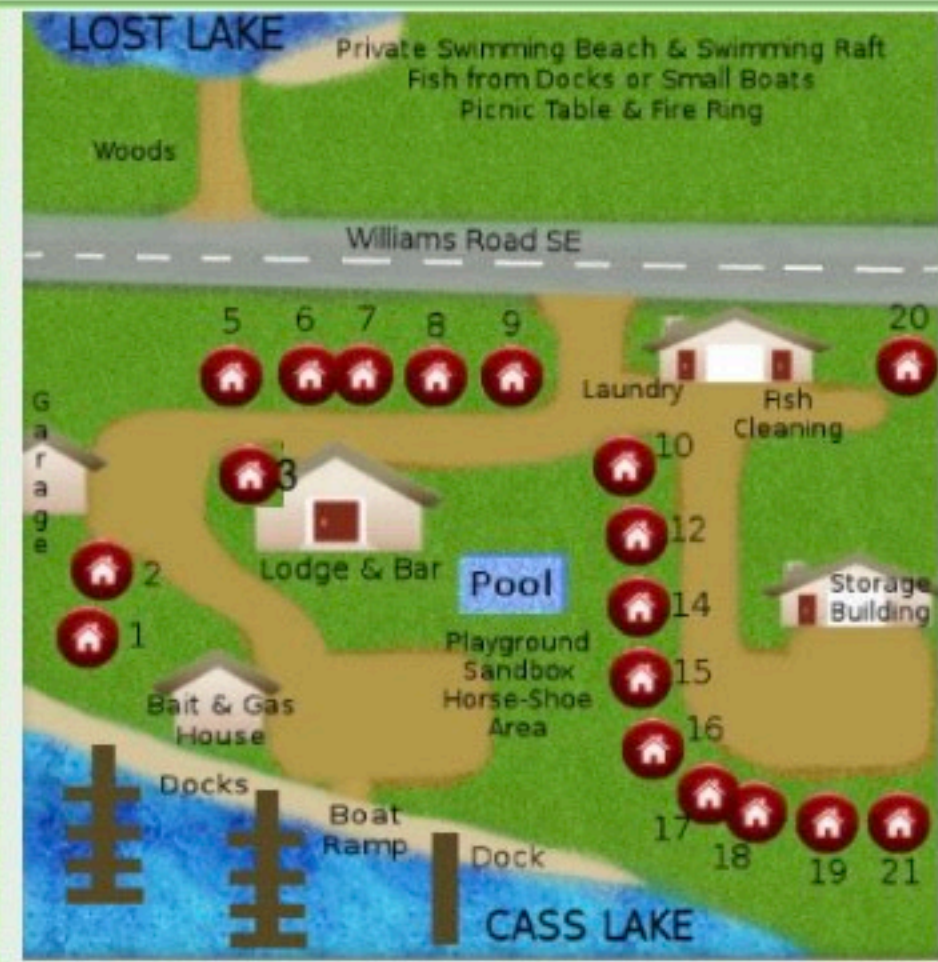 LOST LAKE
Private Swimming Beach & Swimming Raft
Fish from Docks or Small Boats
Picnic Table & Fire Ring
Woods
Williams Road SE
5
6
7
8
9
20
Laundry
Fish
Cleaning
Garage
3
10
Lodge & Bar
12
2
Pool
Storage
Building
14
1
Playground
Sandbox
Horse-Shoe
Area
15
Bait & Gas
House
16
Docks
Boat
Ramp
17
18
19
21
Dock
CASS LAKE